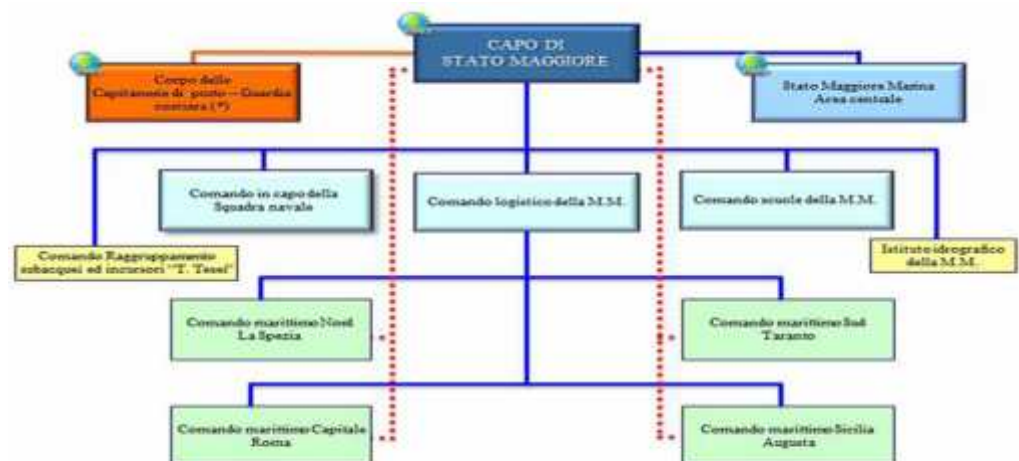 CAPO DI
STATO MAGGIORE
Corpo delle
Capitanerie di porto – Guardia
costiera (*)
Stato Maggiore Marina
Area centrale
Comando in capo della
Squadra navale
Comando logistico della M.M.
Comando scuole della M.M.
Comando Raggruppamento
subacquei ed incursori "T. Tesei"
Istituto ideografico
della M.M.
Comando marittimo Nord
La Spezia
Comando marittimo Sud
Taranto
Comando marittimo Capitale
Roma
Comando marittimo Sicilia
Augusta